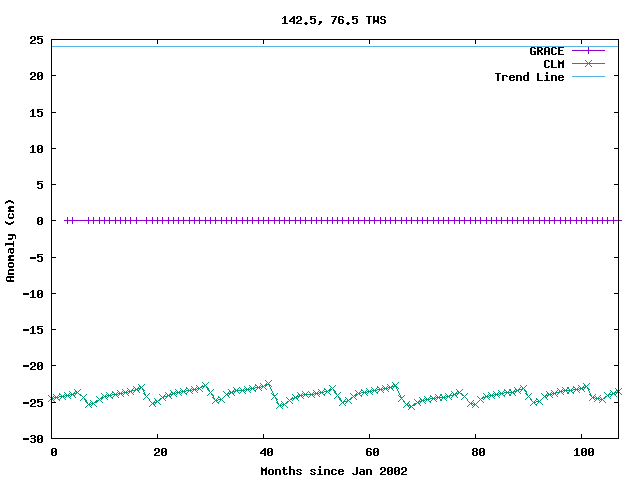 142.5, 76.5 TWS
GRACE
CLM
Trend Line
Anomaly (cm)
25
20
15
10
5
0
-5
-10
-15
-20
-25
-30
0 20 40 60 80 100
Months since Jan 2002